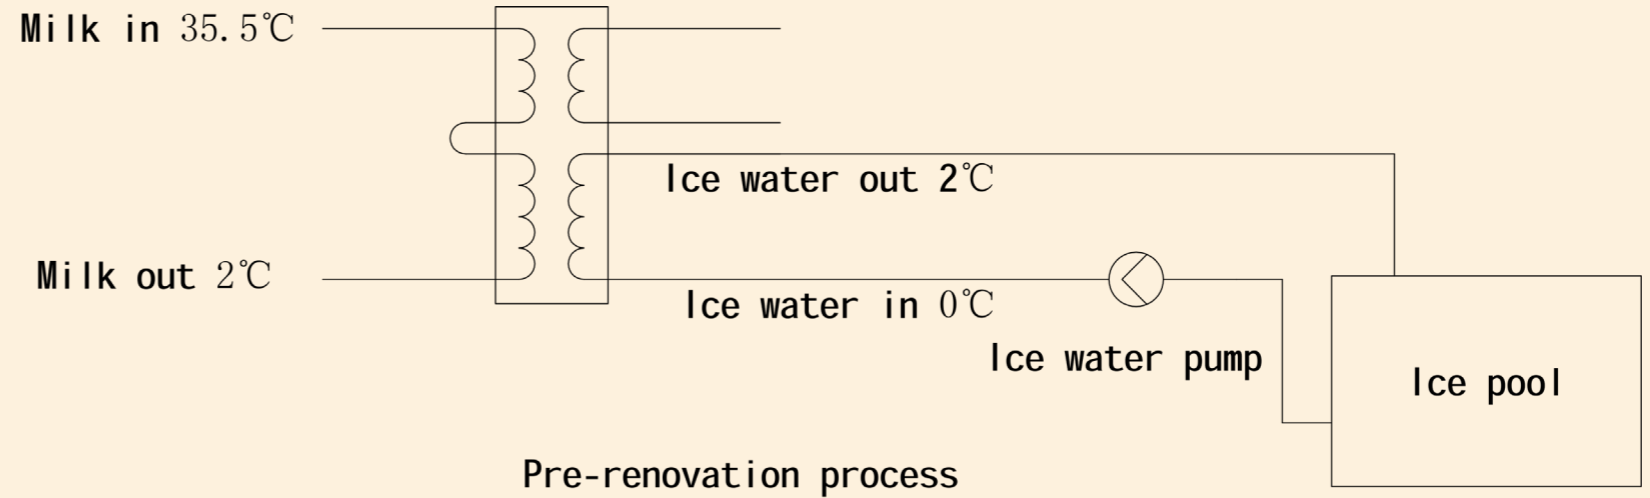 Milk in 35.5℃
Ice water out 2℃
Milk out 2℃
Ice water in 0℃
Ice water pump
Ice pool
Pre-renovation process